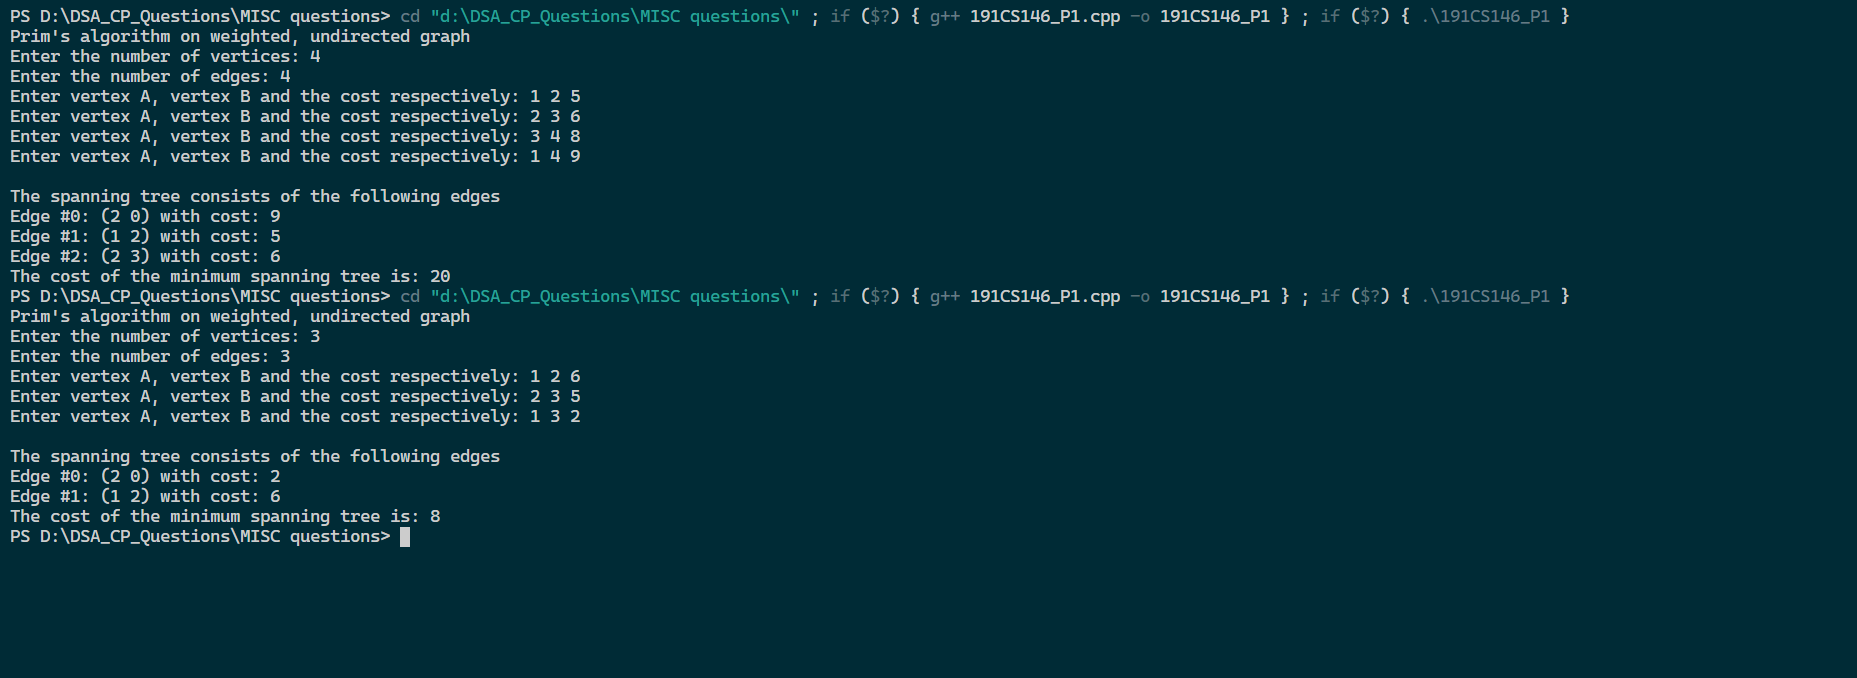 PS D:\DSA_CP_Questions\MISC questions> cd "d:\DSA_CP_Questions\MISC questions\" ; if ($?) { g++ 191CS146_P1.cpp -o 191CS146_P1 } ; if ($?) { .\191CS146_P1 }
Prim's algorithm on weighted, undirected graph
Enter the number of vertices: 4
Enter the number of edges: 4
Enter vertex A, vertex B and the cost respectively: 1 2 5
Enter vertex A, vertex B and the cost respectively: 2 3 6
Enter vertex A, vertex B and the cost respectively: 3 4 8
Enter vertex A, vertex B and the cost respectively: 1 4 9
The spanning tree consists of the following edges
Edge #0: (2 0) with cost: 9
Edge #1: (1 2) with cost: 5
Edge #2: (2 3) with cost: 6
The cost of the minimum spanning tree is: 20
PS D:\DSA_CP_Questions\MISC questions> cd "d:\DSA_CP_Questions\MISC questions\" ; if ($?) { g++ 191CS146_P1.cpp -o 191CS146_P1 } ; if ($?) { .\191CS146_P1 }
Prim's algorithm on weighted, undirected graph
Enter the number of vertices: 3
Enter the number of edges: 3
Enter vertex A, vertex B and the cost respectively: 1 2 6
Enter vertex A, vertex B and the cost respectively: 2 3 5
Enter vertex A, vertex B and the cost respectively: 1 3 2
The spanning tree consists of the following edges
Edge #0: (2 0) with cost: 2
Edge #1: (1 2) with cost: 6
The cost of the minimum spanning tree is: 8
PS D:\DSA_CP_Questions\MISC questions>